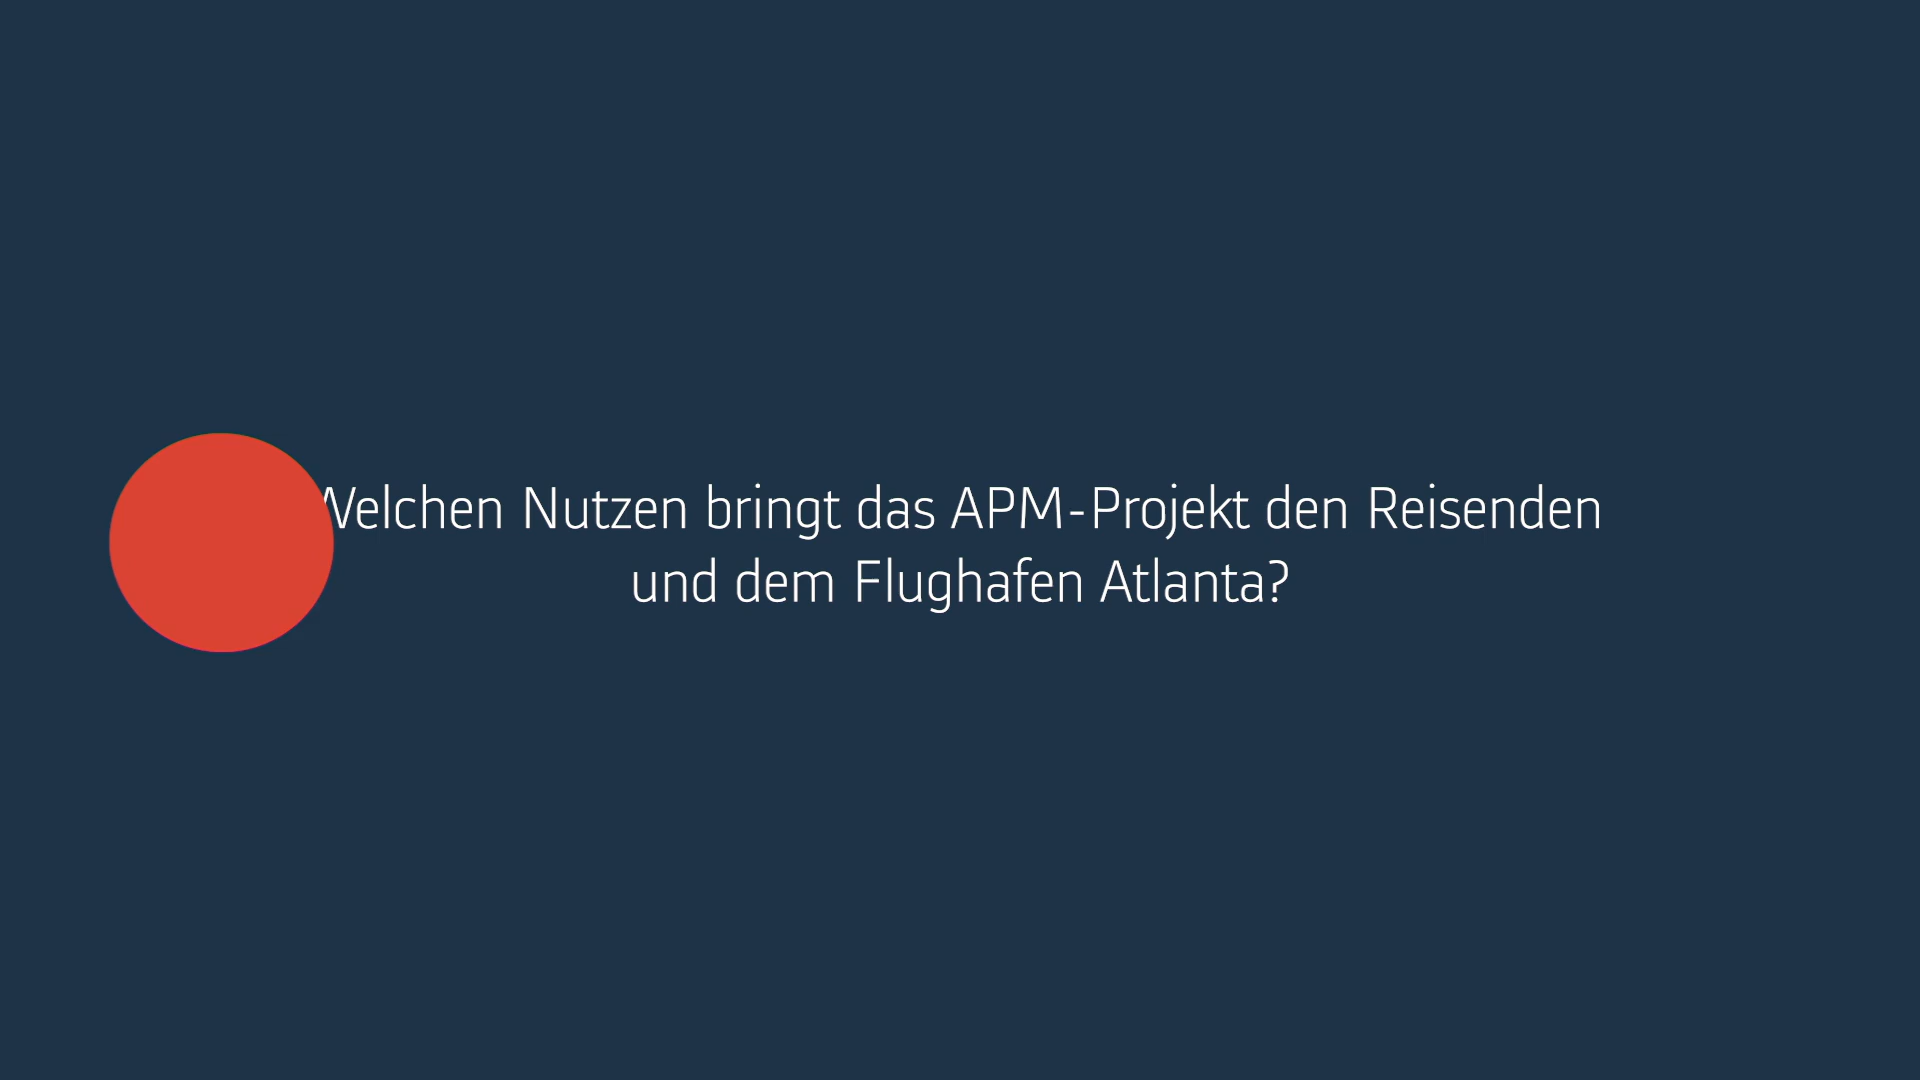 Welchen Nutzen bringt das APM-Projekt den Reisenden
und dem Flughafen Atlanta?